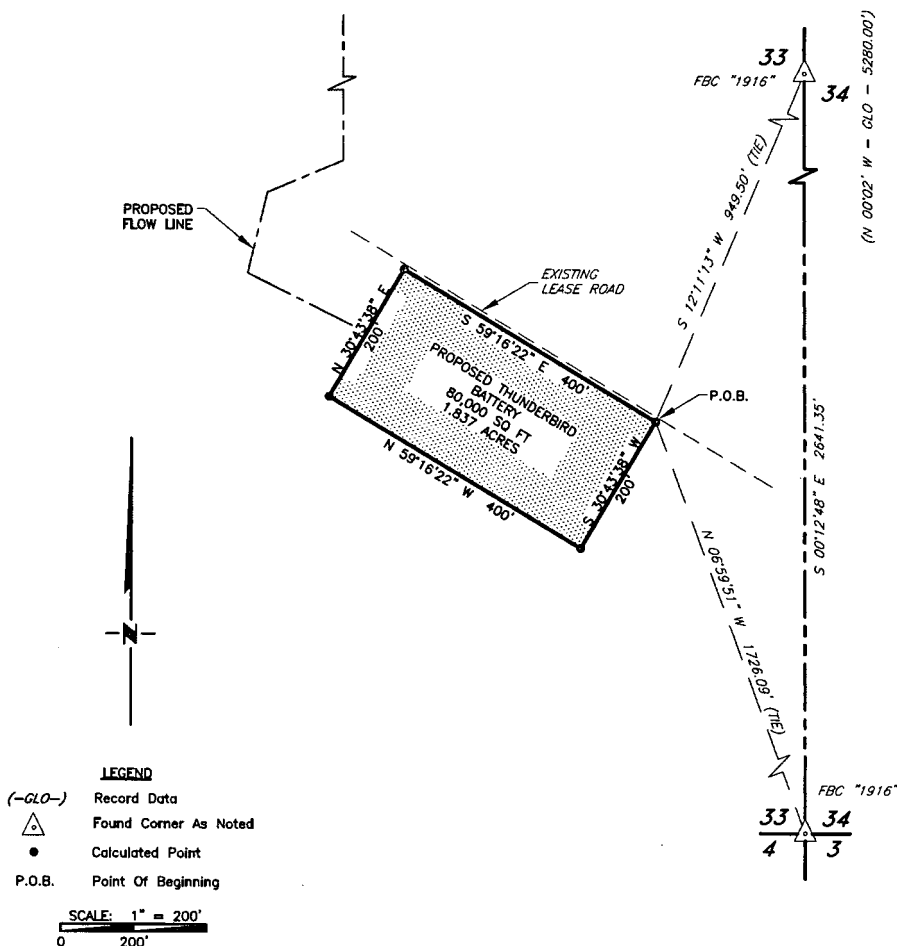 33
FBC "1916"
34
(N 00°02' W - GLO - 5280.00')
S 12°11'13" W 949.50' (TIE)
PROPOSED
FLOW LINE
EXISTING
LEASE ROAD
N 30°43'38" E
200'
S 59°16'22" E 400'
PROPOSED THUNDERBIRD
BATTERY
80,000 SQ FT
1.837 ACRES
P.O.B.
S 30°43'38" W
200'
N 59°16'22" W 400'
S 00°12'48" E 2641.35'
N 06°59'51" W 1726.09' (TIE)
N
FBC "1916"
33 34
4 3
LEGEND
(-GLO-) Record Data
Found Corner As Noted
Calculated Point
P.O.B. Point Of Beginning
SCALE: 1" = 200'
0 200'